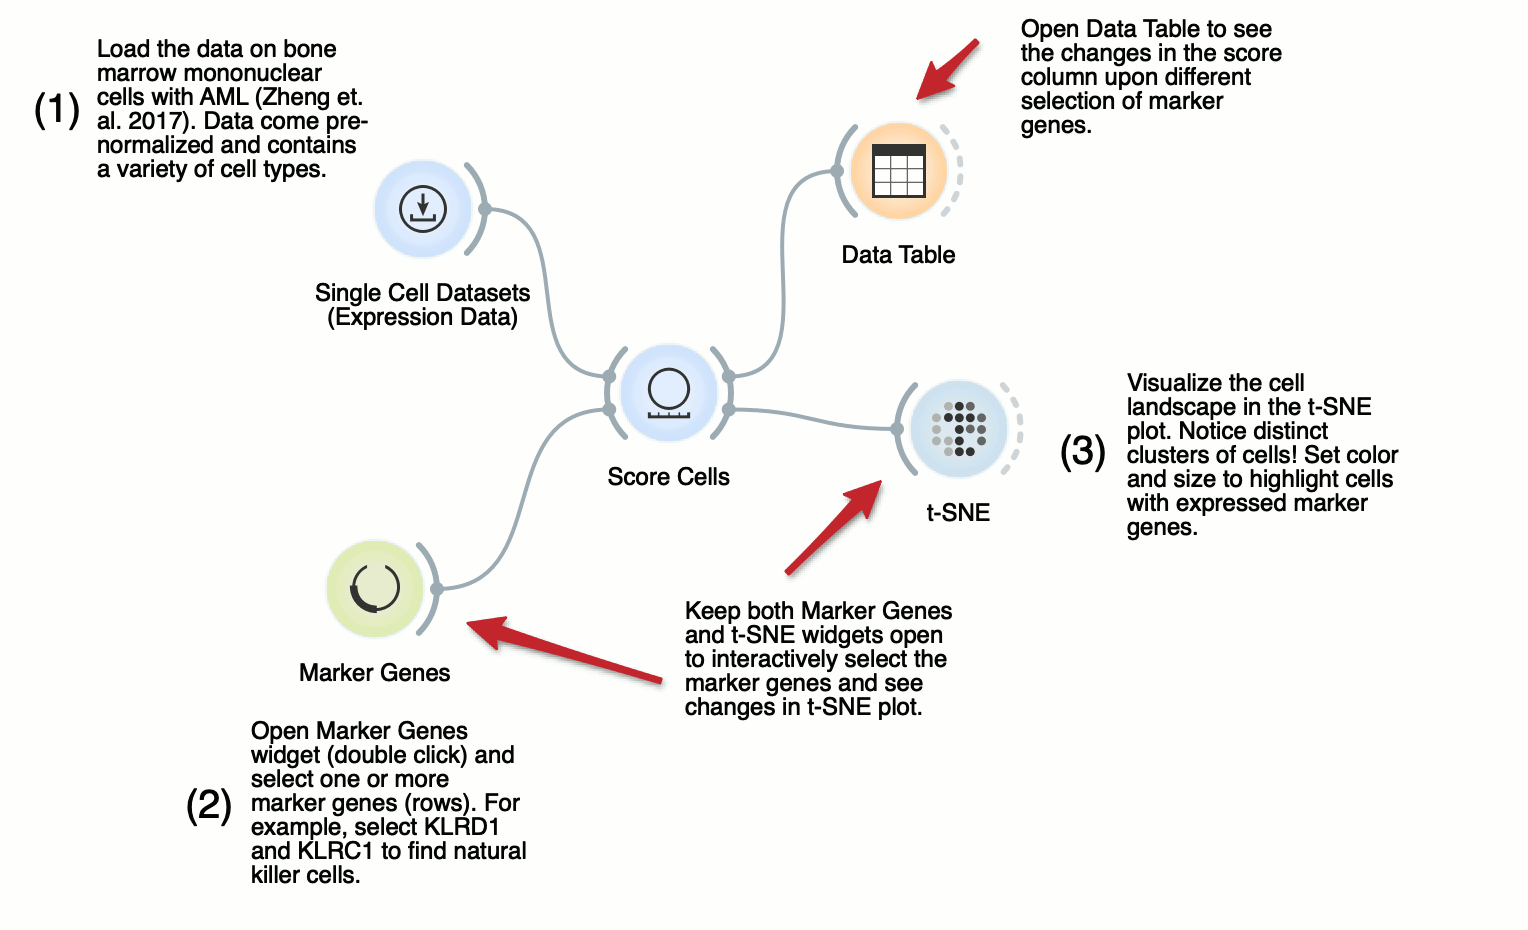 (1)
Load the data on bone
marrow mononuclear
cells with AML (Zheng et.
al. 2017). Data come pre-
normalized and contains
a variety of cell types.
Open Data Table to see
the changes in the score
column upon different
selection of marker
genes.
Data Table
Single Cell Datasets
(Expression Data)
Score Cells
t-SNE
(3)
Visualize the cell
landscape in the t-SNE
plot. Notice distinct
clusters of cells! Set color
and size to highlight cells
with expressed marker
genes.
Keep both Marker Genes
and t-SNE widgets open
to interactively select the
marker genes and see
changes in t-SNE plot.
Marker Genes
(2)
Open Marker Genes
widget (double click) and
select one or more
marker genes (rows). For
example, select KLRD1
and KLRC1 to find natural
killer cells.